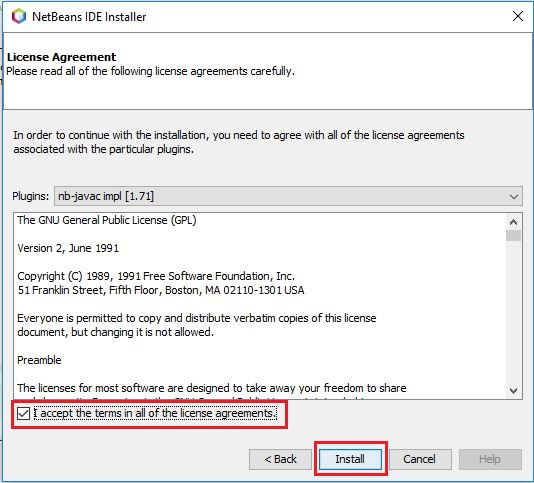 NetBeans IDE Installer
License Agreement
Please read all of the following license agreements carefully.
In order to continue with the installation, you need to agree with all of the license agreements
associated with the particular plugins.
Plugins: nb-javac impl [1.71]
The GNU General Public License (GPL)
Version 2, June 1991
Copyright (C) 1989, 1991 Free Software Foundation, Inc.
51 Franklin Street, Fifth Floor, Boston, MA 02110-1301 USA
Everyone is permitted to copy and distribute verbatim copies of this license
document, but changing it is not allowed.
Preamble
The licenses for most software are designed to take away your freedom to share
I accept the terms in all of the license agreements.
< Back Install Cancel Help